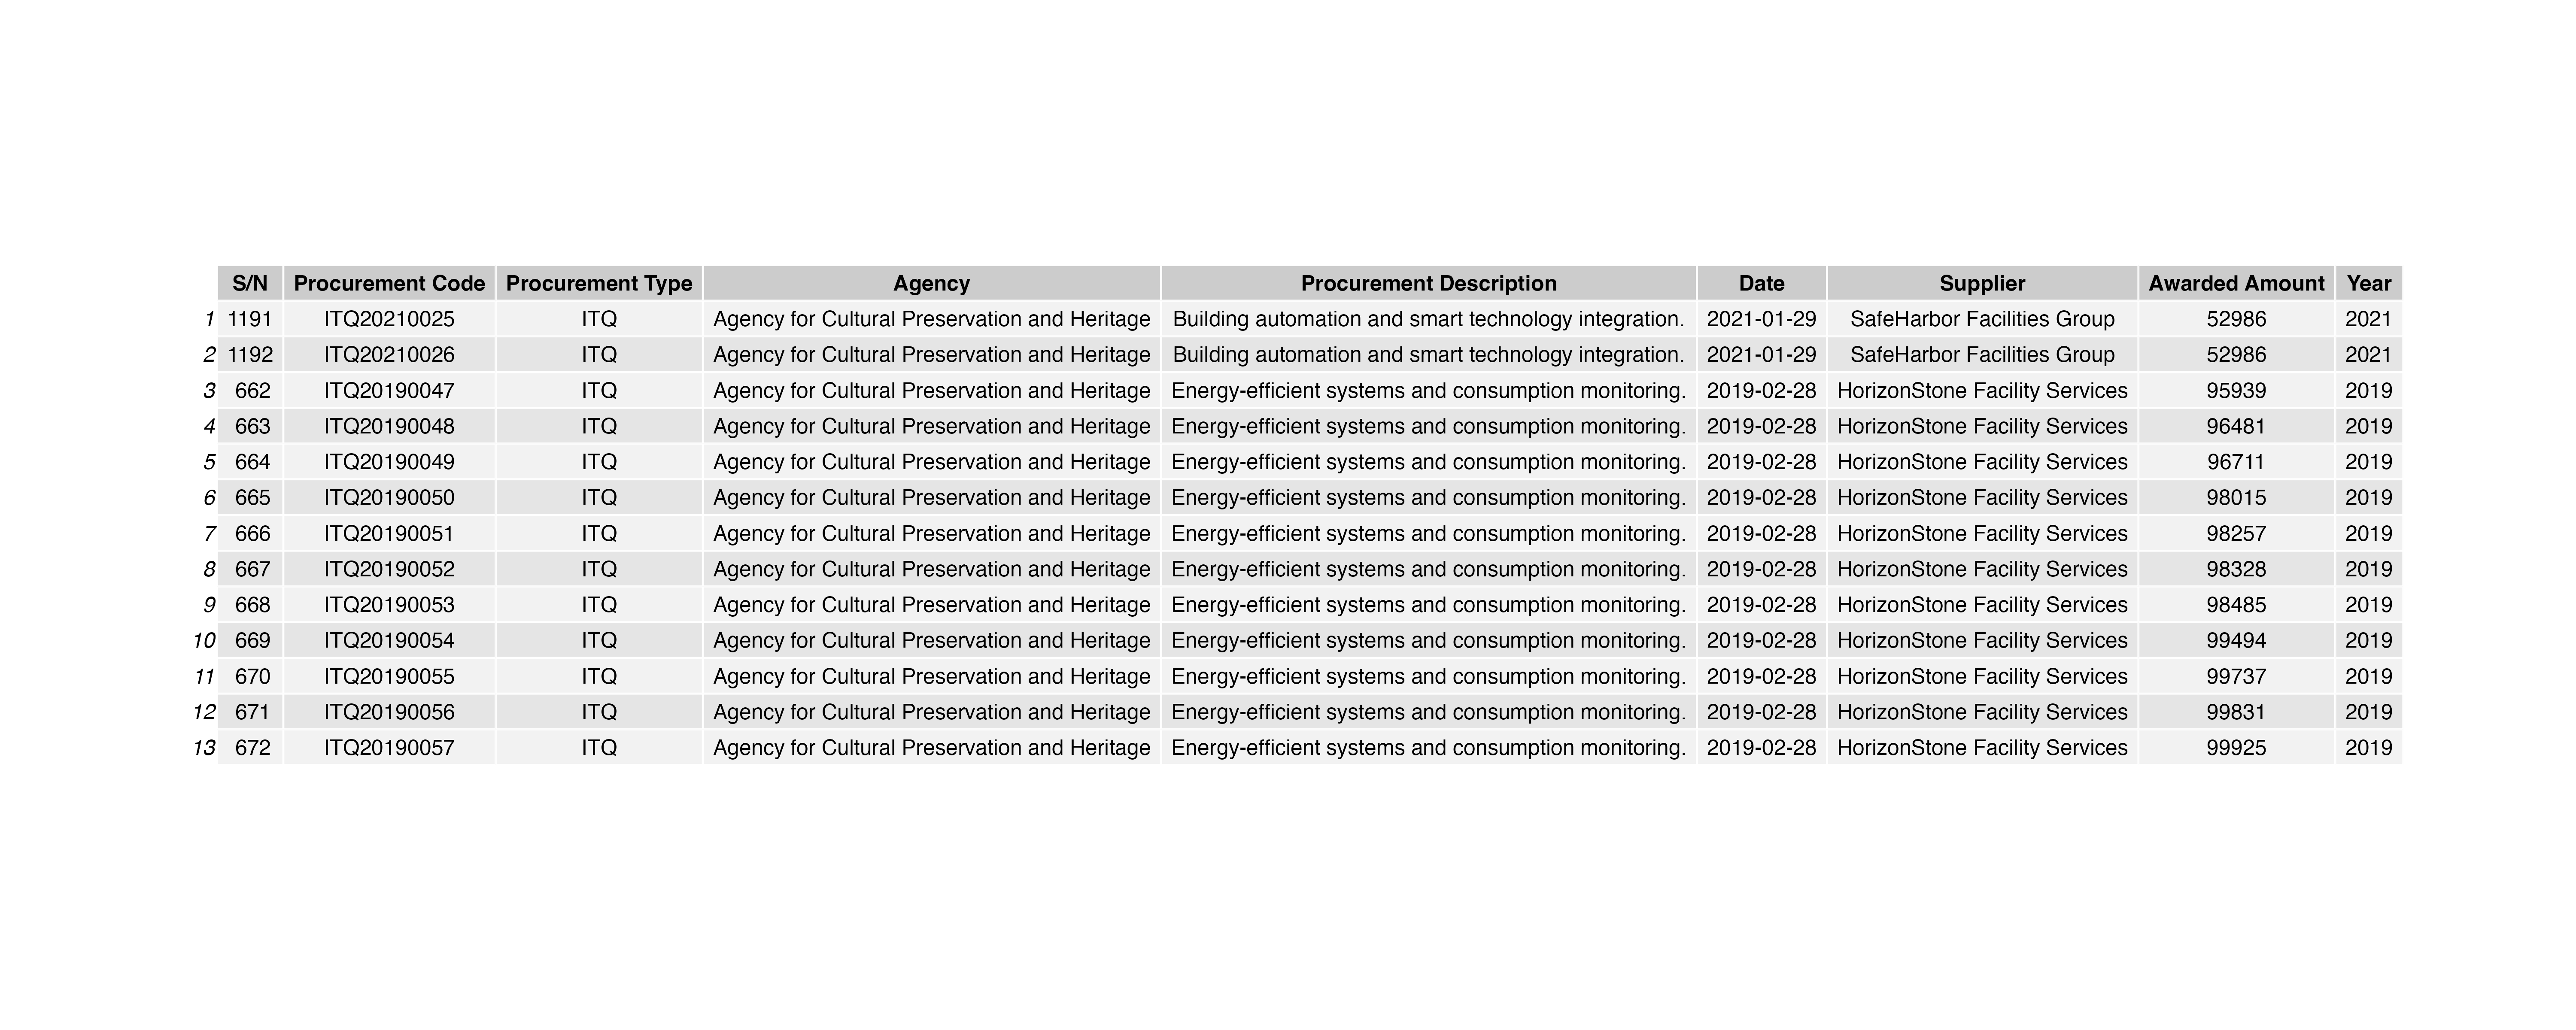 S/N Procurement Code Procurement Type Agency Procurement Description Date Supplier Awarded Amount Year
1 1191 ITQ20210025 ITQ Agency for Cultural Preservation and Heritage Building automation and smart technology integration. 2021-01-29 SafeHarbor Facilities Group 52986 2021
2 1192 ITQ20210026 ITQ Agency for Cultural Preservation and Heritage Building automation and smart technology integration. 2021-01-29 SafeHarbor Facilities Group 52986 2021
3 662 ITQ20190047 ITQ Agency for Cultural Preservation and Heritage Energy-efficient systems and consumption monitoring. 2019-02-28 HorizonStone Facility Services 95939 2019
4 663 ITQ20190048 ITQ Agency for Cultural Preservation and Heritage Energy-efficient systems and consumption monitoring. 2019-02-28 HorizonStone Facility Services 96481 2019
5 664 ITQ20190049 ITQ Agency for Cultural Preservation and Heritage Energy-efficient systems and consumption monitoring. 2019-02-28 HorizonStone Facility Services 96711 2019
6 665 ITQ20190050 ITQ Agency for Cultural Preservation and Heritage Energy-efficient systems and consumption monitoring. 2019-02-28 HorizonStone Facility Services 98015 2019
7 666 ITQ20190051 ITQ Agency for Cultural Preservation and Heritage Energy-efficient systems and consumption monitoring. 2019-02-28 HorizonStone Facility Services 98257 2019
8 667 ITQ20190052 ITQ Agency for Cultural Preservation and Heritage Energy-efficient systems and consumption monitoring. 2019-02-28 HorizonStone Facility Services 98328 2019
9 668 ITQ20190053 ITQ Agency for Cultural Preservation and Heritage Energy-efficient systems and consumption monitoring. 2019-02-28 HorizonStone Facility Services 98485 2019
10 669 ITQ20190054 ITQ Agency for Cultural Preservation and Heritage Energy-efficient systems and consumption monitoring. 2019-02-28 HorizonStone Facility Services 99494 2019
11 670 ITQ20190055 ITQ Agency for Cultural Preservation and Heritage Energy-efficient systems and consumption monitoring. 2019-02-28 HorizonStone Facility Services 99737 2019
12 671 ITQ20190056 ITQ Agency for Cultural Preservation and Heritage Energy-efficient systems and consumption monitoring. 2019-02-28 HorizonStone Facility Services 99831 2019
13 672 ITQ20190057 ITQ Agency for Cultural Preservation and Heritage Energy-efficient systems and consumption monitoring. 2019-02-28 HorizonStone Facility Services 99925 2019